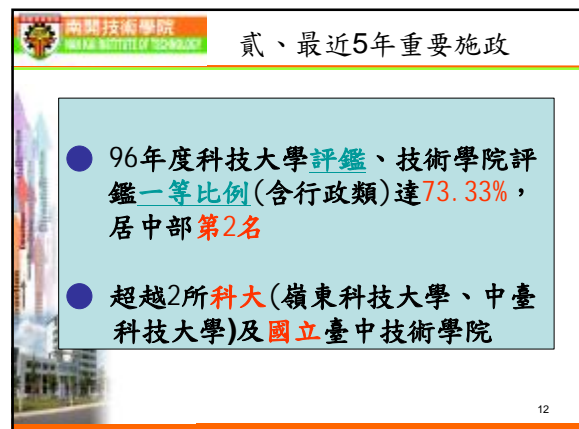 南開技術學院
NAN KAI INSTITUTE OF TECHNOLOGY
貳、最近5年重要施政
● 96年度科技大學評鑑、技術學院評
鑑一等比例(含行政類)達73.33%，
居中部第2名
● 超越2所科大(嶺東科技大學、中臺
科技大學)及國立臺中技術學院
12